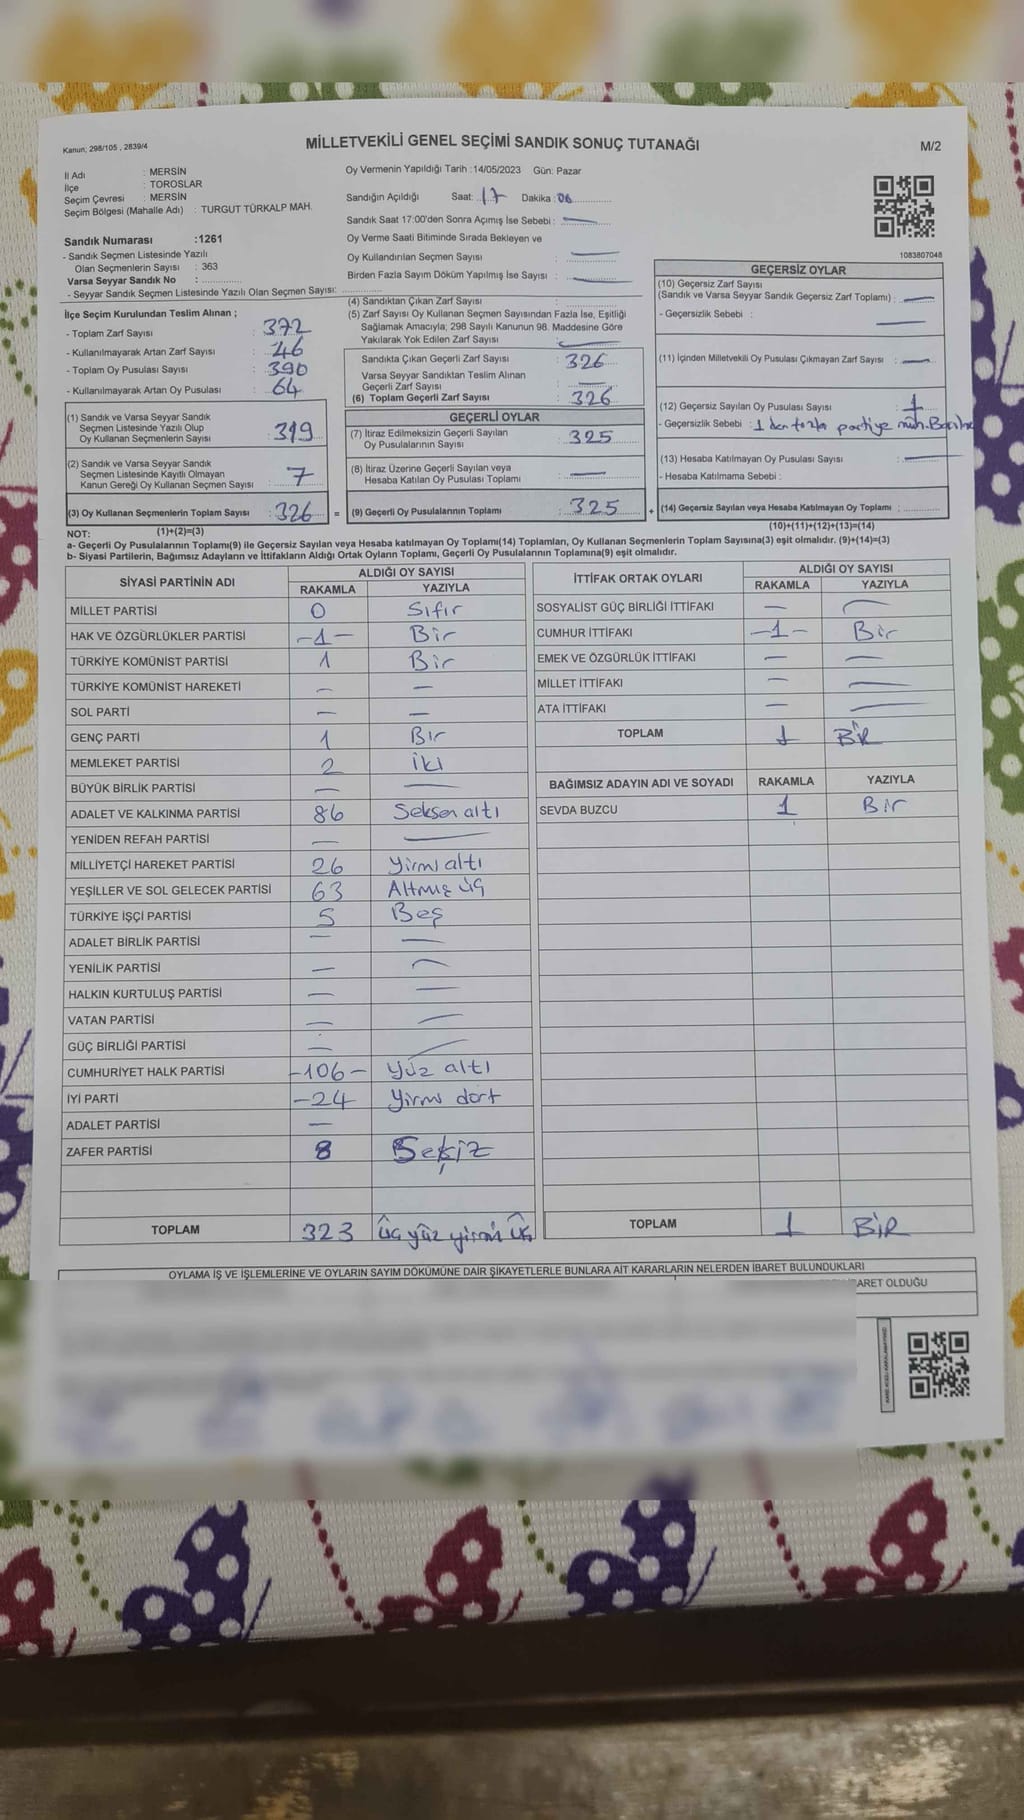 Kanun; 298/105 , 2839/4
MİLLETVEKİLİ GENEL SEÇİMİ SANDIK SONUÇ TUTANAĞI
M/2
İl Adı : MERSİN
İlçe : TOROSLAR
Seçim Çevresi : MERSİN
Seçim Bölgesi (Mahalle Adı) : TURGUT TÜRKALP MAH.
Sandık Numarası :1261
- Sandık Seçmen Listesinde Yazılı
Olan Seçmenlerin Sayısı : 363
Varsa Seyyar Sandık No :
- Seyyar Sandık Seçmen Listesinde Yazılı Olan Seçmen Sayısı:
Oy Vermenin Yapıldığı Tarih :14/05/2023 Gün: Pazar
Sandığın Açıldığı Saat: 17 Dakika: 06
Sandık Saat 17:00'den Sonra Açımış İse Sebebi : —
Oy Verme Saati Bitiminde Sırada Bekleyen ve
Oy Kullandırılan Seçmen Sayısı : —
Birden Fazla Sayım Döküm Yapılmış İse Sayısı : —
1083807048
İlçe Seçim Kurulundan Teslim Alınan ;
- Toplam Zarf Sayısı : 372
- Kullanılmayarak Artan Zarf Sayısı : 46
- Toplam Oy Pusulası Sayısı : 390
- Kullanılmayarak Artan Oy Pusulası : 64
(1) Sandık ve Varsa Seyyar Sandık
Seçmen Listesinde Yazılı Olup
Oy Kullanan Seçmenlerin Sayısı : 319
(2) Sandık ve Varsa Seyyar Sandık
Seçmen Listesinde Kayıtlı Olmayan
Kanun Gereği Oy Kullanan Seçmen Sayısı : 7
(3) Oy Kullanan Seçmenlerin Toplam Sayısı : 326 =
(1)+(2)=(3)
(4) Sandıktan Çıkan Zarf Sayısı :
(5) Zarf Sayısı Oy Kullanan Seçmen Sayısından Fazla İse, Eşitliği
Sağlamak Amacıyla; 298 Sayılı Kanunun 98. Maddesine Göre
Yakılarak Yok Edilen Zarf Sayısı : —
Sandıkta Çıkan Geçerli Zarf Sayısı : 326
Varsa Seyyar Sandıktan Teslim Alınan
Geçerli Zarf Sayısı : —
(6) Toplam Geçerli Zarf Sayısı : 326
GEÇERLİ OYLAR
(7) İtiraz Edilmeksizin Geçerli Sayılan
Oy Pusulasının Sayısı : 325
(8) İtiraz Üzerine Geçerli Sayılan veya
Hesaba Katılan Oy Pusulası Toplamı : —
(9) Geçerli Oy Pusulalarının Toplamı : 325 +
GEÇERSİZ OYLAR
(10) Geçersiz Zarf Sayısı
(Sandık ve Varsa Seyyar Sandık Geçersiz Zarf Toplamı) : —
- Geçersizlik Sebebi : —
(11) İçinden Milletvekili Oy Pusulası Çıkmayan Zarf Sayısı : —
(12) Geçersiz Sayılan Oy Pusulası Sayısı : 1
- Geçersizlik Sebebi : 1 den fazla partiye müh.
(13) Hesaba Katılmayan Oy Pusulası Sayısı : —
- Hesaba Katılmama Sebebi :
(14) Geçersiz Sayılan veya Hesaba Katılmayan Oy Toplamı :
(10)+(11)+(12)+(13)=(14)
NOT:
a- Geçerli Oy Pusulalarının Toplamı(9) ile Geçersiz Sayılan veya Hesaba katılmayan Oy Toplamı(14) Toplamları, Oy Kullanan Seçmenlerin Toplam Sayısına(3) eşit olmalıdır. (9)+(14)=(3)
b- Siyasi Partilerin, Bağımsız Adayların ve İttifakların Aldığı Ortak Oyların Toplamı, Geçerli Oy Pusulalarının Toplamına(9) eşit olmalıdır.
SİYASİ PARTİNİN ADI
ALDIĞI OY SAYISI
RAKAMLA YAZIYLA
MİLLET PARTİSİ 0 Sıfır
HAK VE ÖZGÜRLÜKLER PARTİSİ -1- Bir
TÜRKİYE KOMÜNİST PARTİSİ 1 Bir
TÜRKİYE KOMÜNİST HAREKETİ — —
SOL PARTİ — —
GENÇ PARTİ 1 Bir
MEMLEKET PARTİSİ 2 İki
BÜYÜK BİRLİK PARTİSİ — —
ADALET VE KALKINMA PARTİSİ 86 Seksen altı
YENİDEN REFAH PARTİSİ — —
MİLLİYETÇİ HAREKET PARTİSİ 26 Yirmi altı
YEŞİLLER VE SOL GELECEK PARTİSİ 63 Altmış üç
TÜRKİYE İŞÇİ PARTİSİ 5 Beş
ADALET BİRLİK PARTİSİ — —
YENİLİK PARTİSİ — —
HALKIN KURTULUŞ PARTİSİ — —
VATAN PARTİSİ — —
GÜÇ BİRLİĞİ PARTİSİ — —
CUMHURİYET HALK PARTİSİ -106- Yüz altı
İYİ PARTİ -24 Yirmi dört
ADALET PARTİSİ —
ZAFER PARTİSİ 8 Sekiz
TOPLAM 323 üç yüz yirmi üç
İTTİFAK ORTAK OYLARI
ALDIĞI OY SAYISI
RAKAMLA YAZIYLA
SOSYALİST GÜÇ BİRLİĞİ İTTİFAKI — —
CUMHUR İTTİFAKI -1- Bir
EMEK VE ÖZGÜRLÜK İTTİFAKI — —
MİLLET İTTİFAKI — —
ATA İTTİFAKI — —
TOPLAM 1 BİR
BAĞIMSIZ ADAYIN ADI VE SOYADI RAKAMLA YAZIYLA
SEVDA BUZCU 1 Bir
TOPLAM 1 BİR
OYLAMA İŞ VE İŞLEMLERİNE VE OYLARIN SAYIM DÖKÜMÜNE DAİR ŞİKAYETLERLE BUNLARA AİT KARARLARIN NELERDEN İBARET BULUNDUKLARI
ARET OLDUĞU